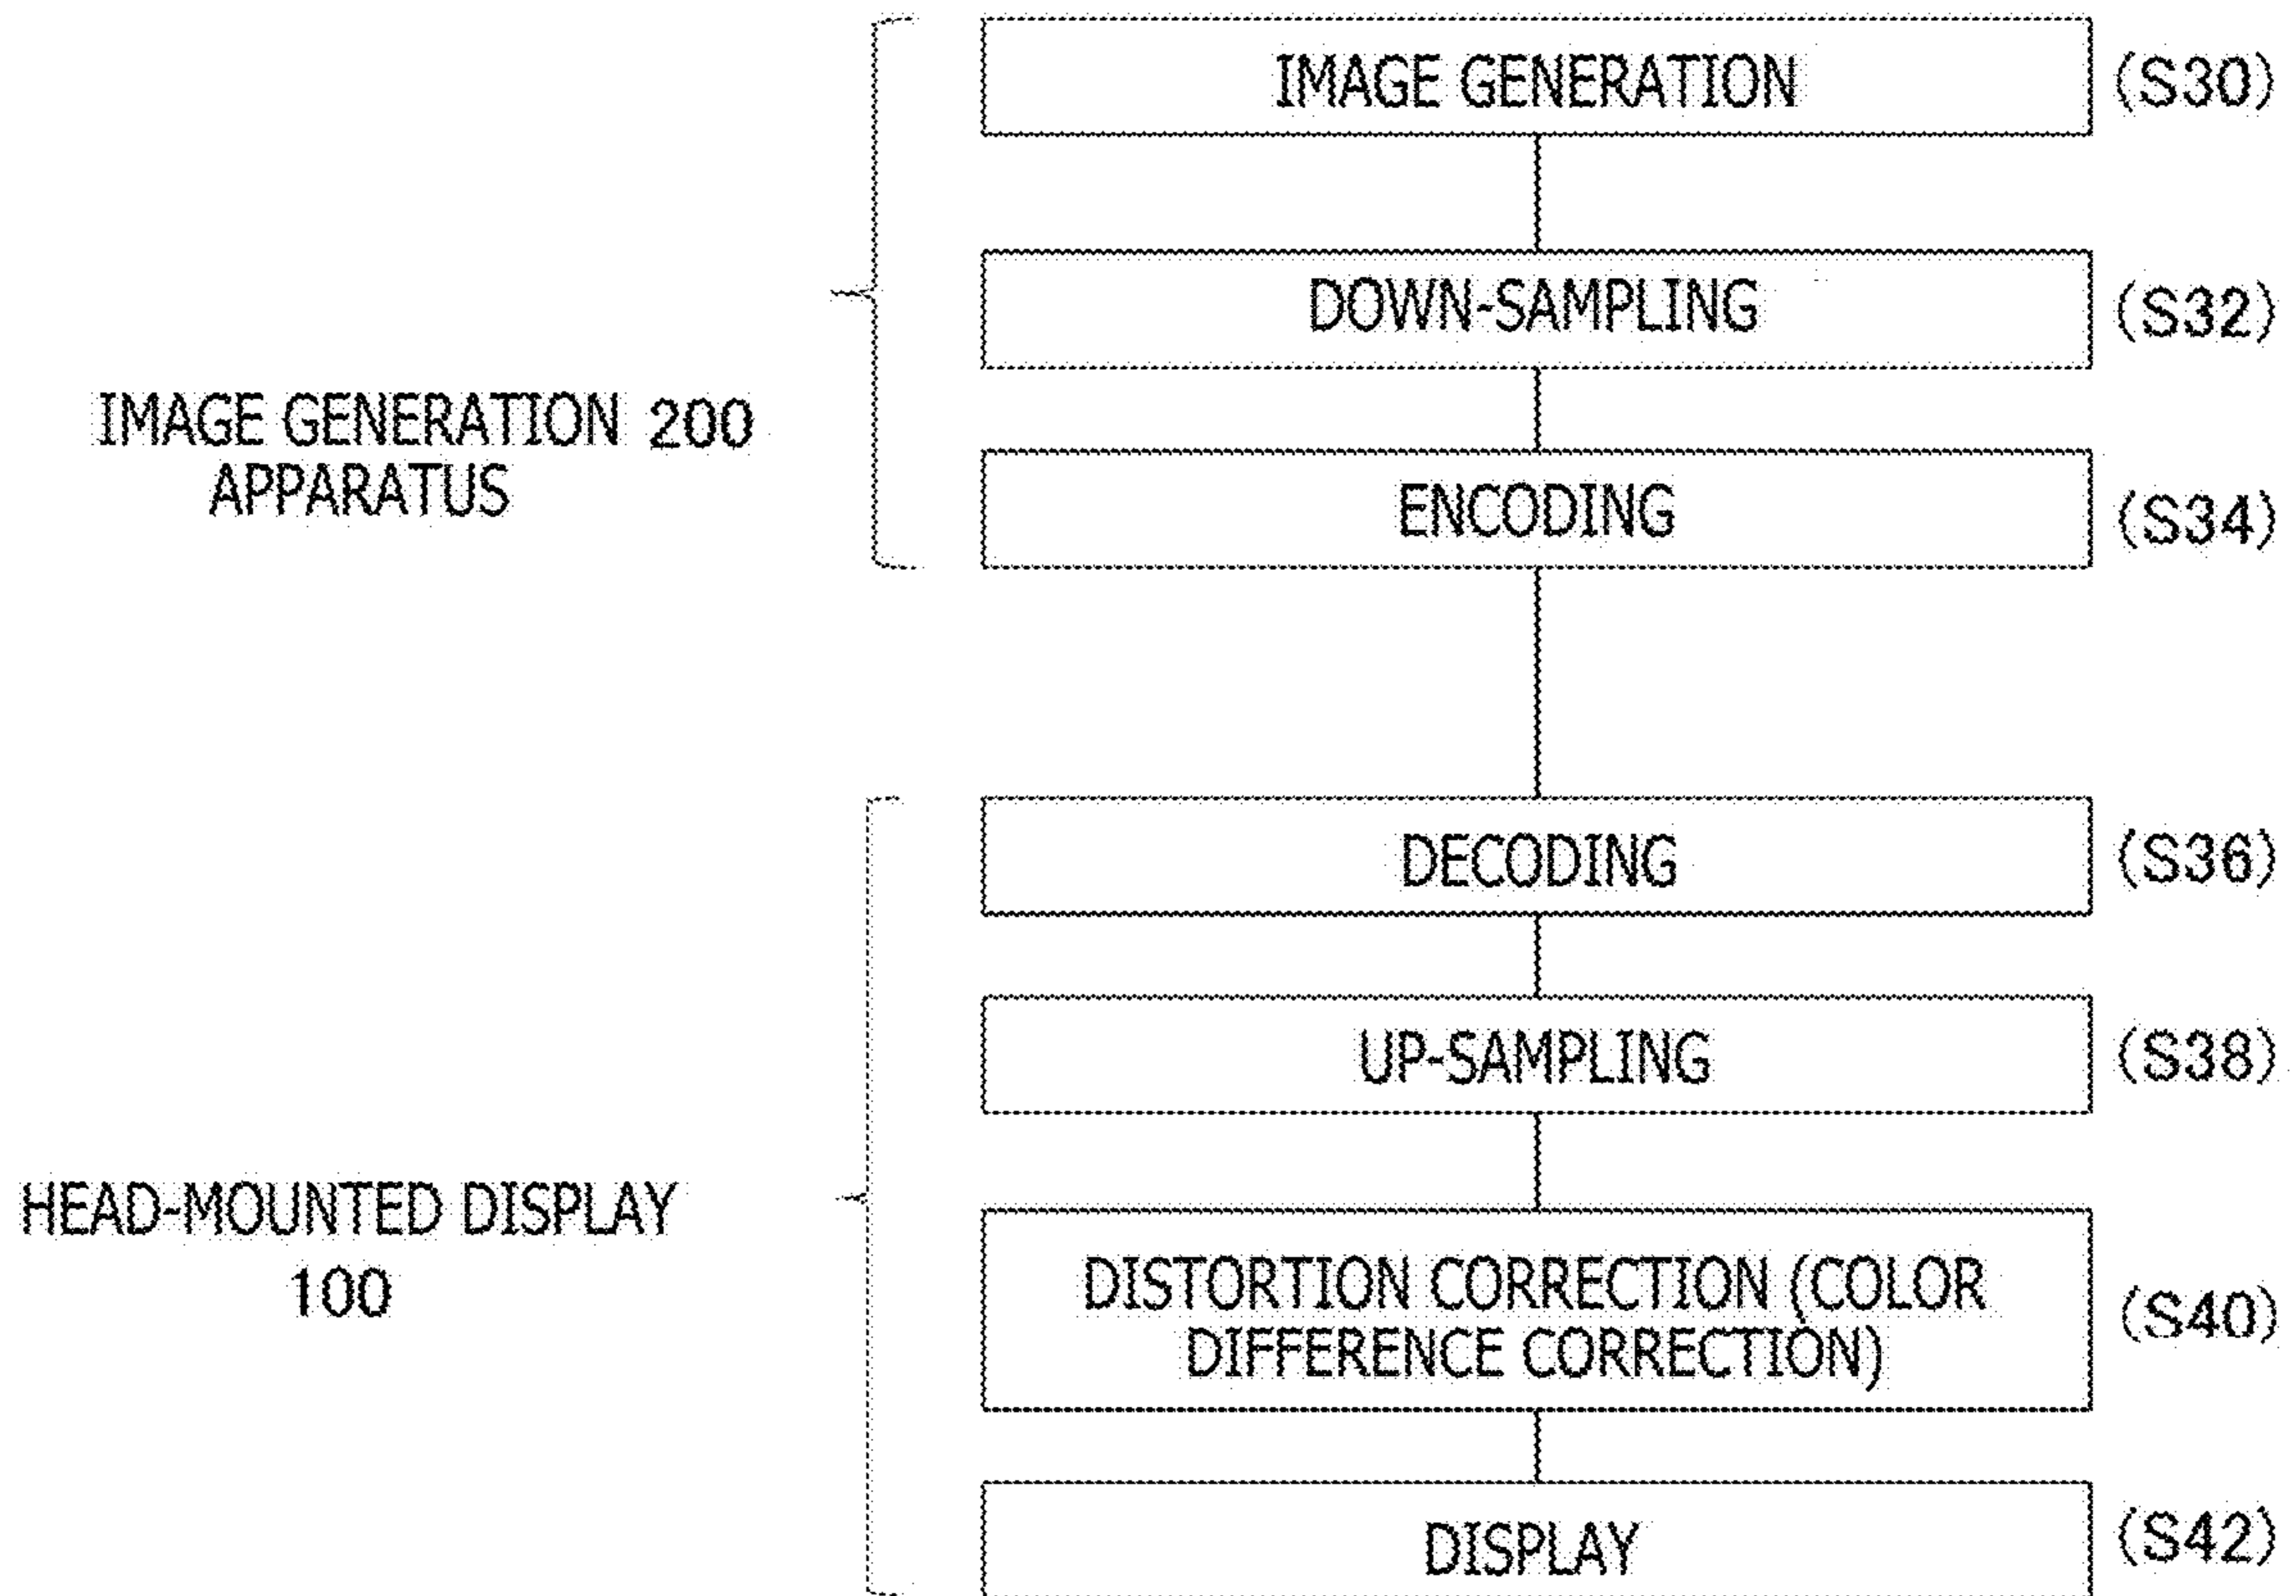 IMAGE GENERATION (S30)
DOWN-SAMPLING (S32)
IMAGE GENERATION 200
APPARATUS
ENCODING (S34)
DECODING (S36)
UP-SAMPLING (S38)
HEAD-MOUNTED DISPLAY
100
DISTORTION CORRECTION (COLOR
DIFFERENCE CORRECTION) (S40)
DISPLAY (S42)